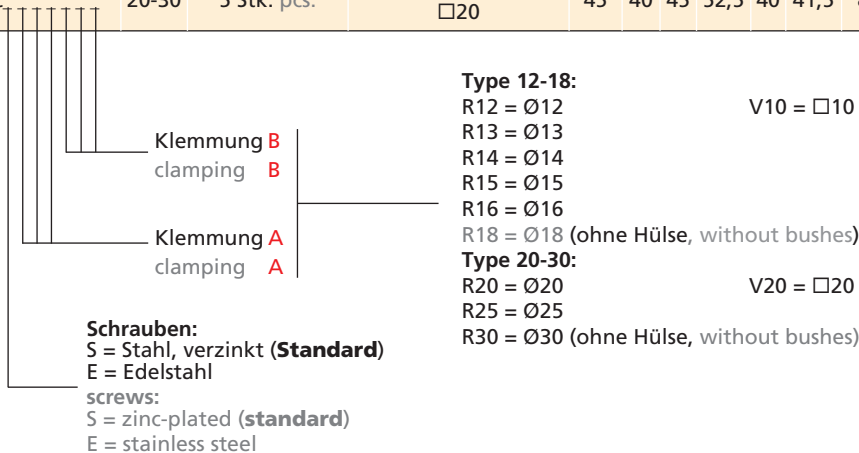 20-30 5 Stk. pcs. □20 45 40 45 52,5 40 41,5
Type 12-18:
R12 = Ø12 V10 = □10
R13 = Ø13
Klemmung B
R14 = Ø14
clamping B
R15 = Ø15
R16 = Ø16
R18 = Ø18 (ohne Hülse, without bushes)
Klemmung A
Type 20-30:
clamping A
R20 = Ø20 V20 = □20
R25 = Ø25
R30 = Ø30 (ohne Hülse, without bushes)
Schrauben:
S = Stahl, verzinkt (Standard)
E = Edelstahl
screws:
S = zinc-plated (standard)
E = stainless steel